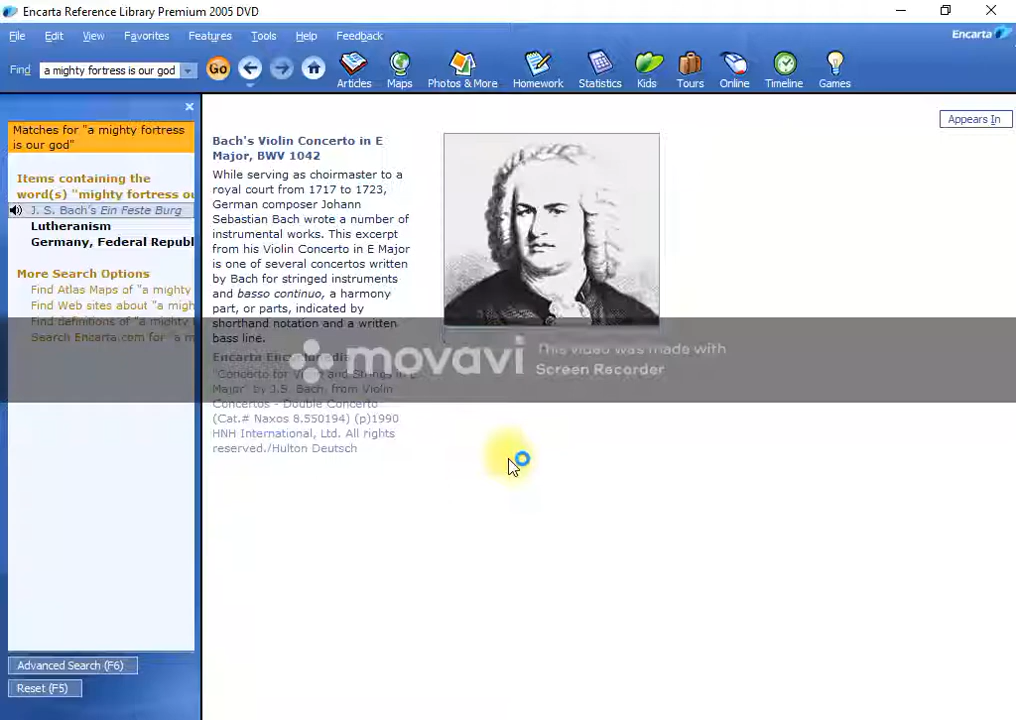 Encarta Reference Library Premium 2005 DVD
File Edit View Favorites Features Tools Help Feedback
Encarta
Find a mighty fortress is our god Go
Articles Maps Photos & More Homework Statistics Kids Tours Online Timeline Games
Matches for "a mighty fortress
is our god"
Items containing the
word(s) "mighty fortress ou
J. S. Bach's Ein Feste Burg
Lutheranism
Germany, Federal Republ
More Search Options
Find Atlas Maps of "a mighty
Find Web sites about "a migh
Find definitions of "a mighty
Search Encarta.com for "a m
Advanced Search (F6)
Reset (F5)
Appears In
Bach's Violin Concerto in E
Major, BWV 1042
While serving as choirmaster to a
royal court from 1717 to 1723,
German composer Johann
Sebastian Bach wrote a number of
instrumental works. This excerpt
from his Violin Concerto in E Major
is one of several concertos written
by Bach for stringed instruments
and basso continuo, a harmony
part, or parts, indicated by
shorthand notation and a written
bass line.
Encarta
"Concerto for and Strings in E
Major" by J.S. Bach, from Violin
Concertos - Double Concerto
(Cat.# Naxos 8.550194) (p)1990
HNH International, Ltd. All rights
reserved./Hulton Deutsch
movavi
This video was made with
Screen Recorder